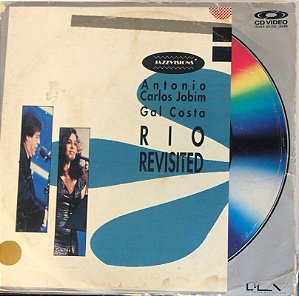 JAZZVISIONS
CD VIDEO
Antonio
Carlos Jobim
Gal Costa
RIO
REVISITED